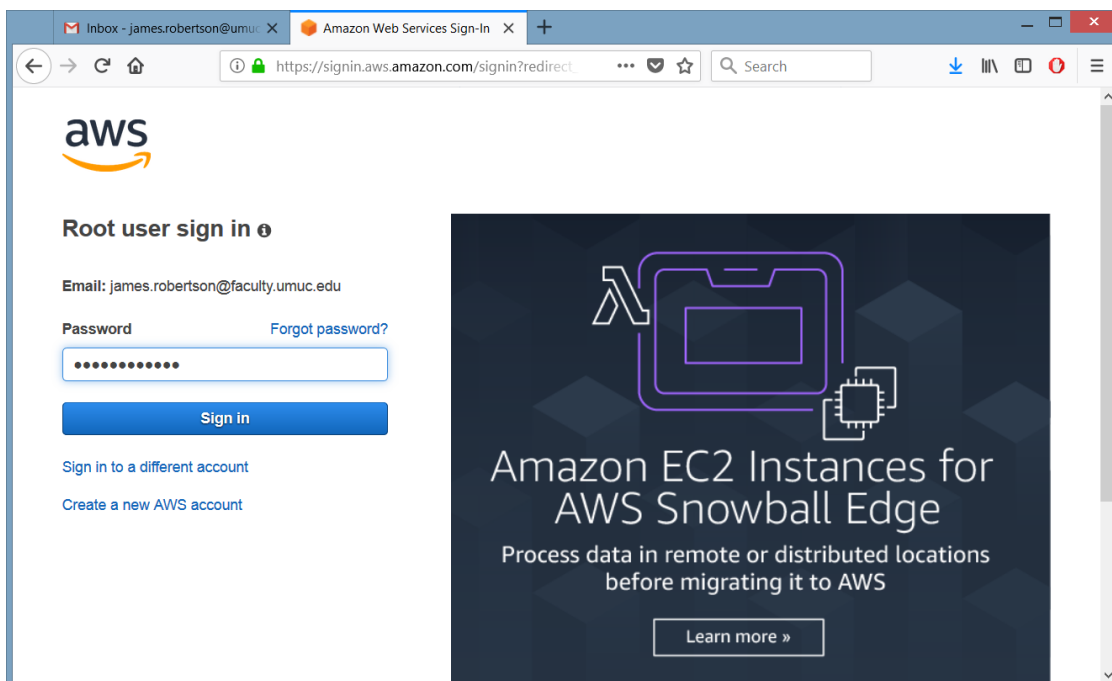 Inbox - james.robertson@umuc
Amazon Web Services Sign-In
https://signin.aws.amazon.com/signin?redirect_
Search
aws
Root user sign in
Email: james.robertson@faculty.umuc.edu
Password Forgot password?
Sign in
Sign in to a different account
Create a new AWS account
Amazon EC2 Instances for
AWS Snowball Edge
Process data in remote or distributed locations
before migrating it to AWS
Learn more »